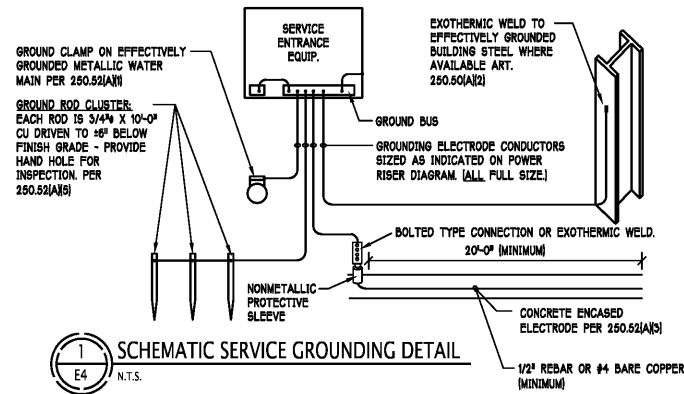 SERVICE
ENTRANCE
EQUIP.
EXOTHERMIC WELD TO
EFFECTIVELY GROUNDED
BUILDING STEEL WHERE
AVAILABLE ART.
250.50(A)(2)
GROUND CLAMP ON EFFECTIVELY
GROUNDED METALLIC WATER
MAIN PER 250.52(A)(1)
GROUND ROD CLUSTER:
EACH ROD IS 3/4"ø X 10'-0"
CU DRIVEN TO ±6" BELOW
FINISH GRADE - PROVIDE
HAND HOLE FOR
INSPECTION. PER
250.52(A)(5)
GROUND BUS
GROUNDING ELECTRODE CONDUCTORS
SIZED AS INDICATED ON POWER
RISER DIAGRAM. (ALL FULL SIZE.)
BOLTED TYPE CONNECTION OR EXOTHERMIC WELD.
20'-0" (MINIMUM)
NONMETALLIC
PROTECTIVE
SLEEVE
CONCRETE ENCASED
ELECTRODE PER 250.52(A)(3)
1/2" REBAR OR #4 BARE COPPER
(MINIMUM)
1
E4
SCHEMATIC SERVICE GROUNDING DETAIL
N.T.S.